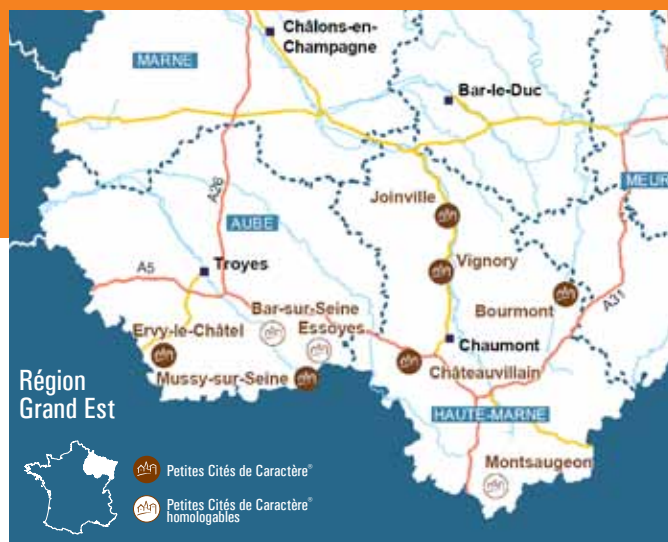 Châlons-en-
Champagne
MARNE
Bar-le-Duc
MEUR
Joinville
A26
AUBE
Troyes
A5
Vignory
Bar-sur-Seine
Bourmont
A31
Essoyes
Ervy-le-Châtel
Chaumont
Mussy-sur-Seine
Châteauvillain
Région
Grand Est
HAUTE-MARNE
Montsaugeon
Petites Cités de Caractère®
Petites Cités de Caractère®
homologables